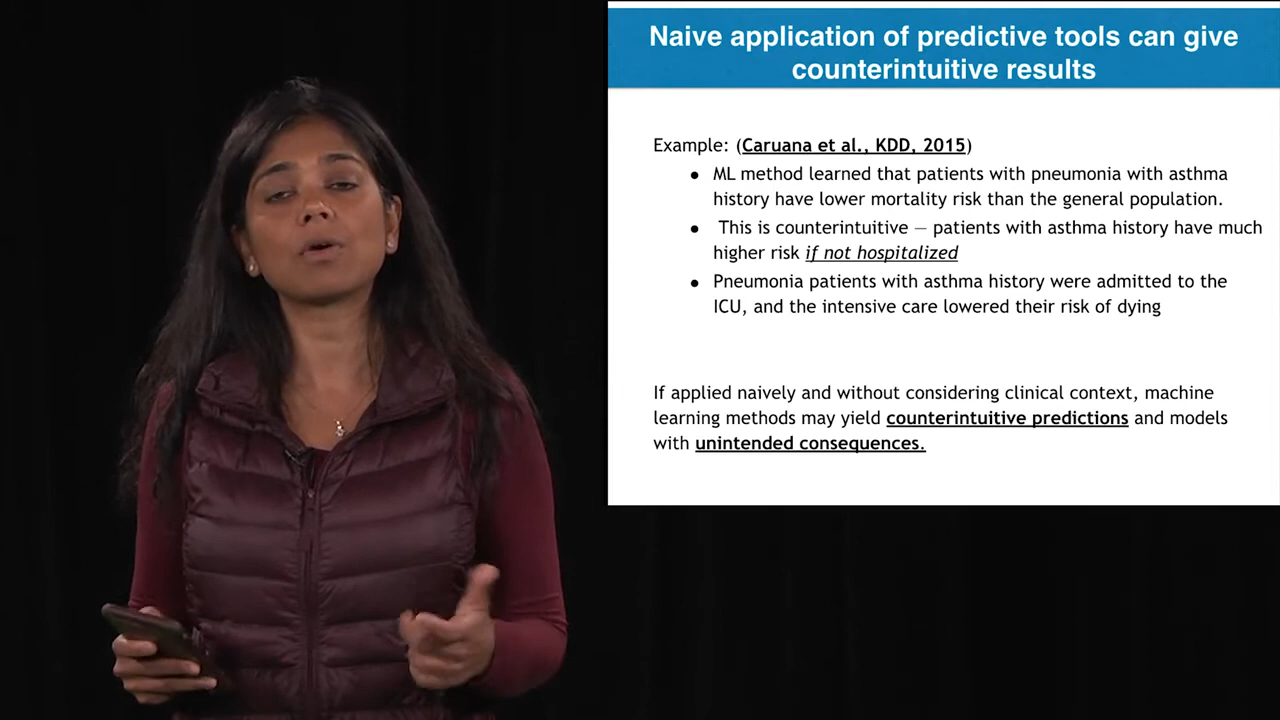 Naive application of predictive tools can give
counterintuitive results
Example: (Caruana et al., KDD, 2015)
● ML method learned that patients with pneumonia with asthma
history have lower mortality risk than the general population.
● This is counterintuitive — patients with asthma history have much
higher risk if not hospitalized
● Pneumonia patients with asthma history were admitted to the
ICU, and the intensive care lowered their risk of dying
If applied naively and without considering clinical context, machine
learning methods may yield counterintuitive predictions and models
with unintended consequences.